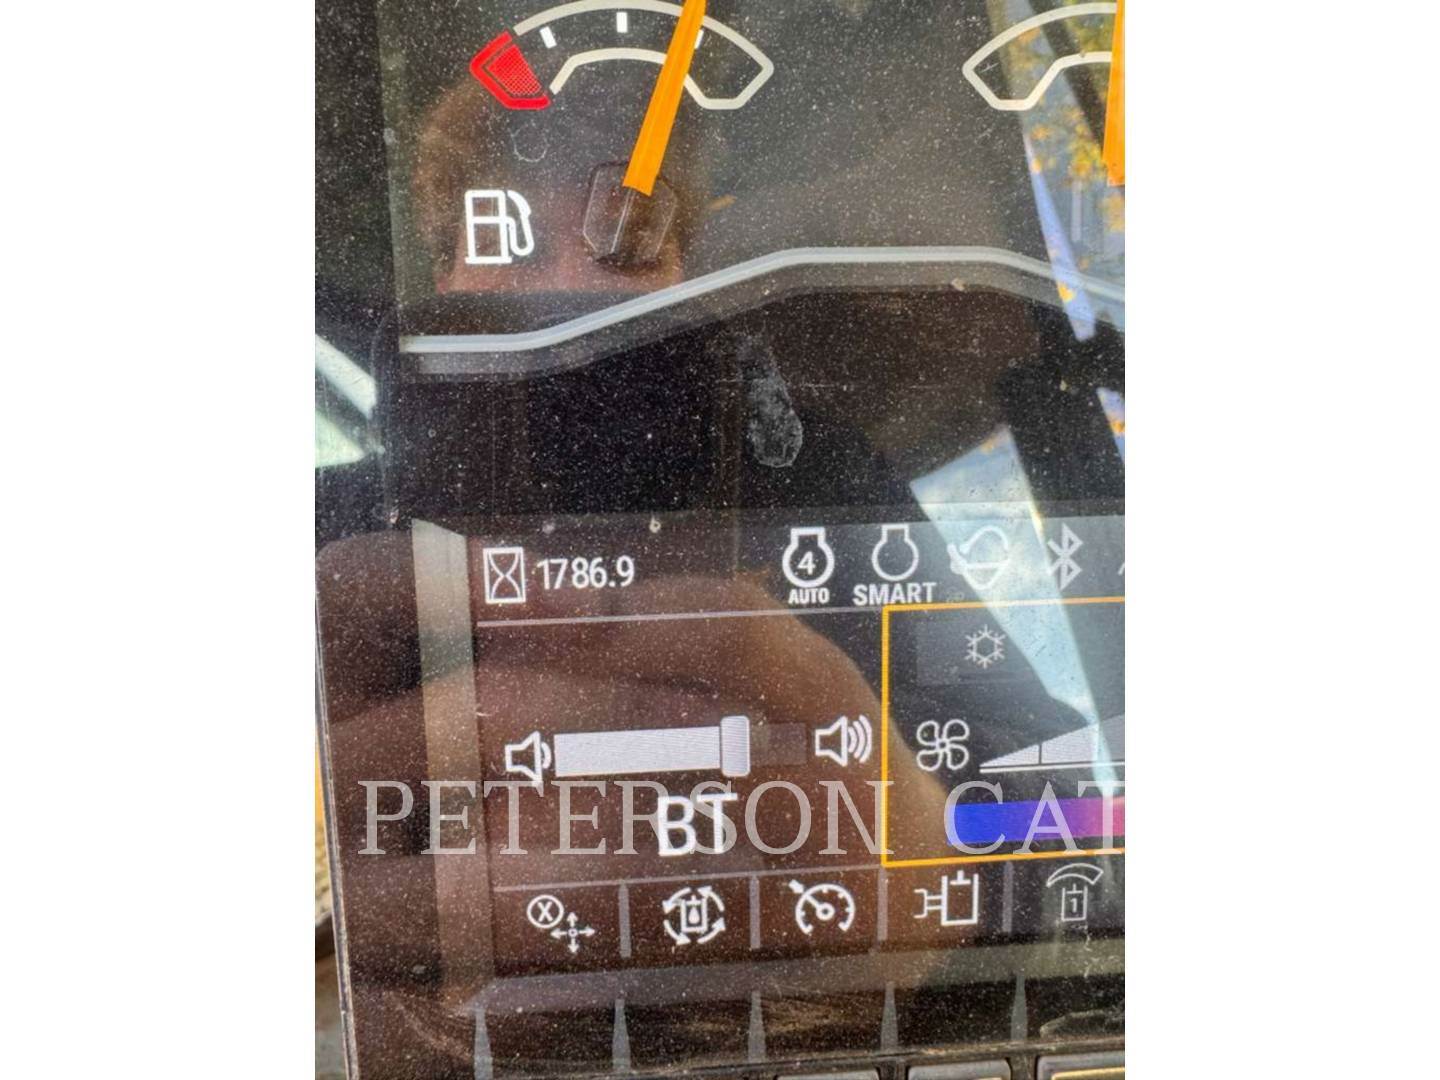 1786.9
4
AUTO
SMART
BT
PETERSON CAT
X
1